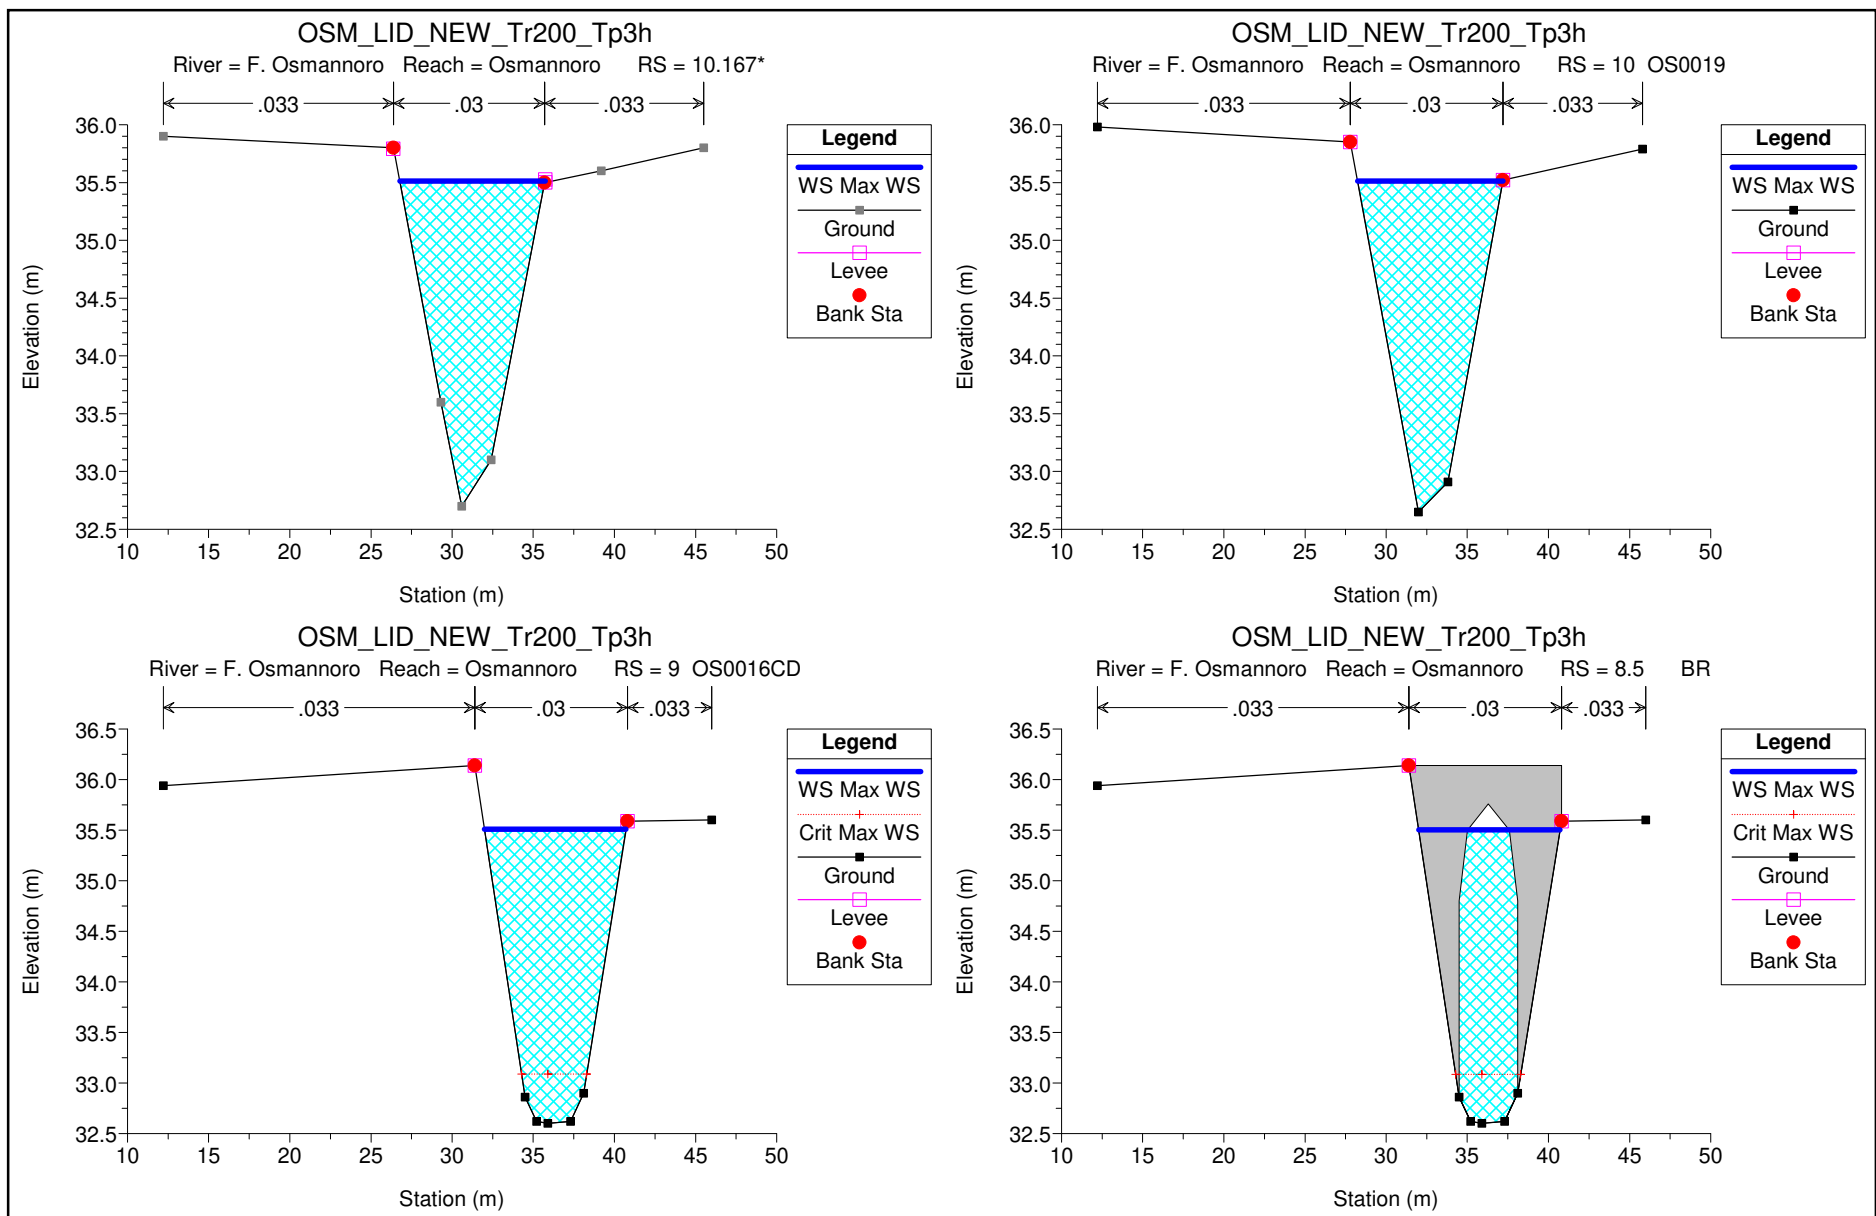 OSM_LID_NEW_Tr200_Tp3h
River = F. Osmannoro Reach = Osmannoro RS = 10.167*
.033 .03 .033
36.0
35.5
35.0
34.5
34.0
33.5
33.0
32.5
Elevation (m)
10 15 20 25 30 35 40 45 50
Station (m)
Legend
WS Max WS
Ground
Levee
Bank Sta
OSM_LID_NEW_Tr200_Tp3h
River = F. Osmannoro Reach = Osmannoro RS = 10 OS0019
.033 .03 .033
36.0
35.5
35.0
34.5
34.0
33.5
33.0
32.5
Elevation (m)
10 15 20 25 30 35 40 45 50
Station (m)
Legend
WS Max WS
Ground
Levee
Bank Sta
OSM_LID_NEW_Tr200_Tp3h
River = F. Osmannoro Reach = Osmannoro RS = 9 OS0016CD
.033 .03 .033
36.5
36.0
35.5
35.0
34.5
34.0
33.5
33.0
32.5
Elevation (m)
10 15 20 25 30 35 40 45 50
Station (m)
Legend
WS Max WS
Crit Max WS
Ground
Levee
Bank Sta
OSM_LID_NEW_Tr200_Tp3h
River = F. Osmannoro Reach = Osmannoro RS = 8.5 BR
.033 .03 .033
36.5
36.0
35.5
35.0
34.5
34.0
33.5
33.0
32.5
Elevation (m)
10 15 20 25 30 35 40 45 50
Station (m)
Legend
WS Max WS
Crit Max WS
Ground
Levee
Bank Sta